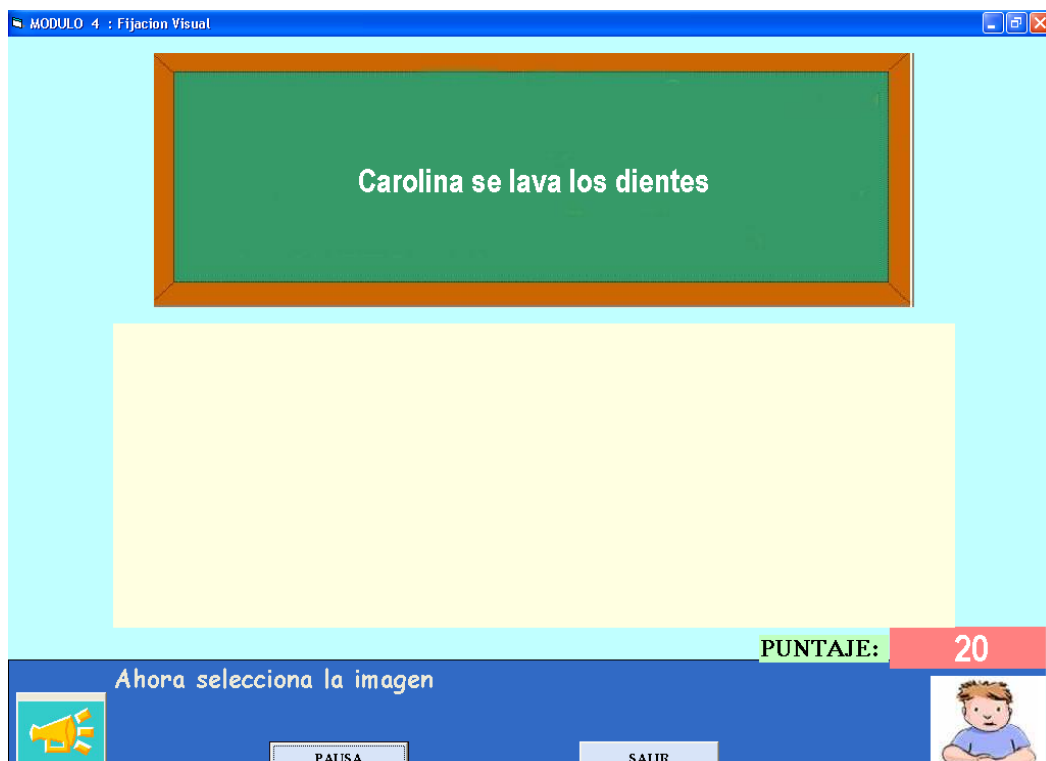 MODULO 4 : Fijacion Visual
Carolina se lava los dientes
PUNTAJE: 20
Ahora selecciona la imagen
PAUSA SALIR